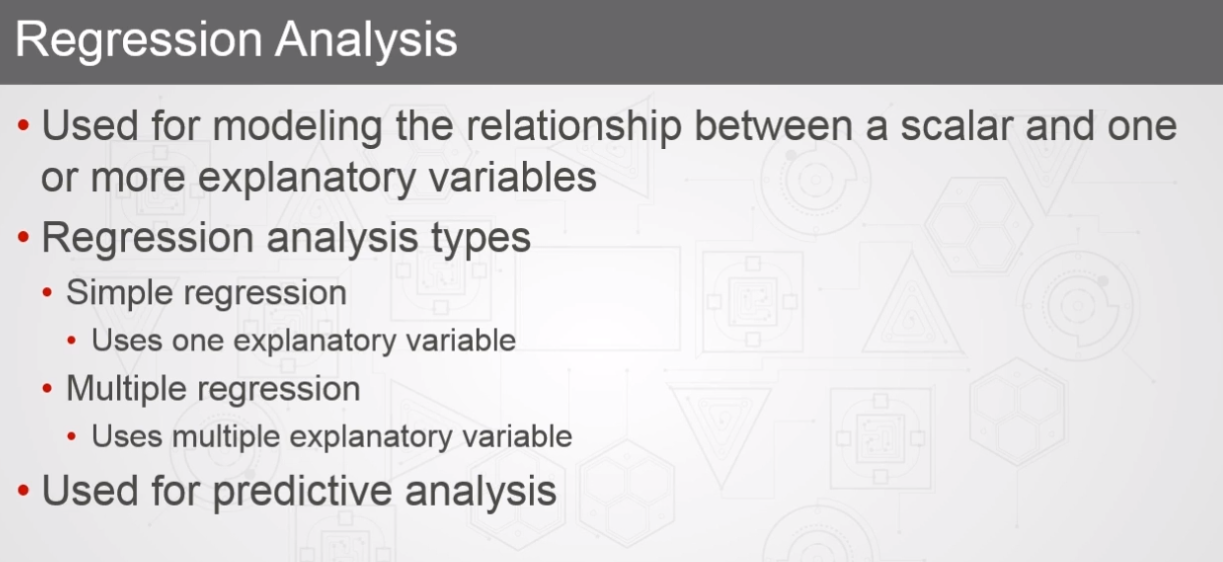 Regression Analysis
• Used for modeling the relationship between a scalar and one
or more explanatory variables
• Regression analysis types
• Simple regression
• Uses one explanatory variable
• Multiple regression
• Uses multiple explanatory variable
• Used for predictive analysis